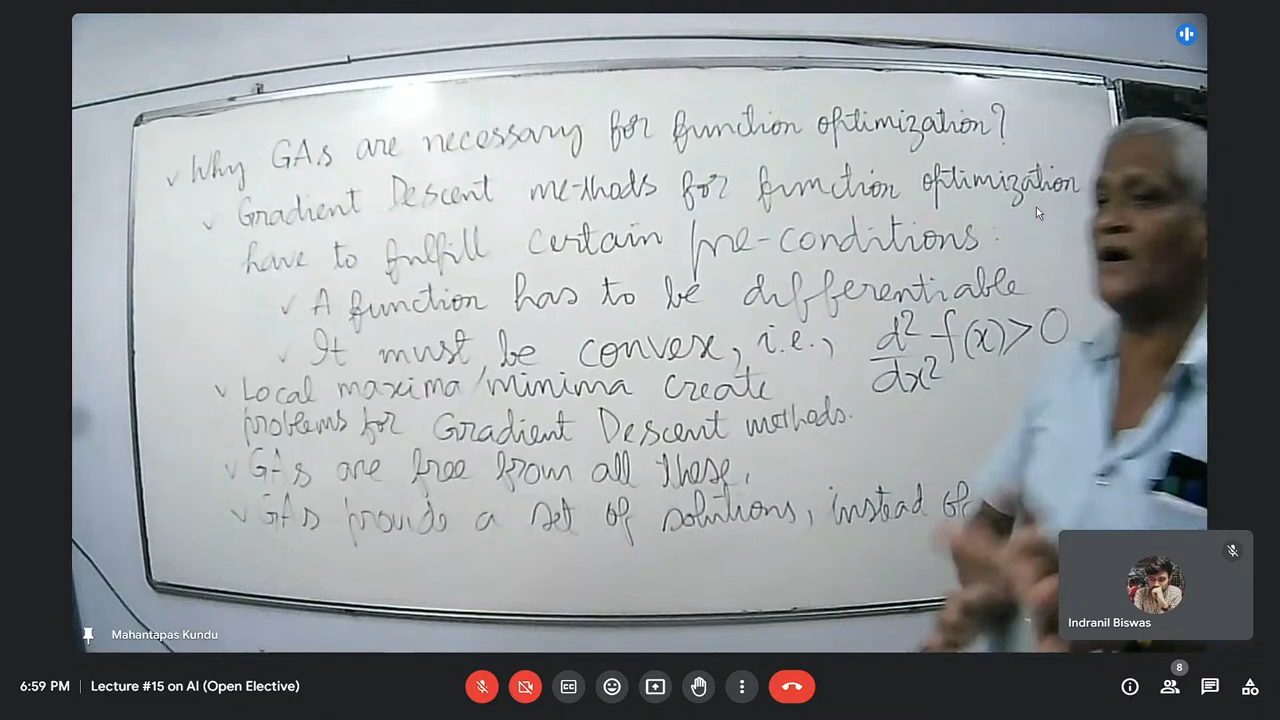 ✓ Why GAs are necessary for function optimization?
✓ Gradient Descent methods for function optimization
have to fulfill certain pre-conditions:
✓ A function has to be differentiable
✓ It must be convex, i.e., d²/dx² f(x) > 0
✓ Local maxima/minima create
problems for Gradient Descent methods.
✓ GAs are free from all these.
✓ GAs provide a set of solutions, instead of
Indranil Biswas
Mahantapas Kundu
6:59 PM | Lecture #15 on AI (Open Elective)
CC
8